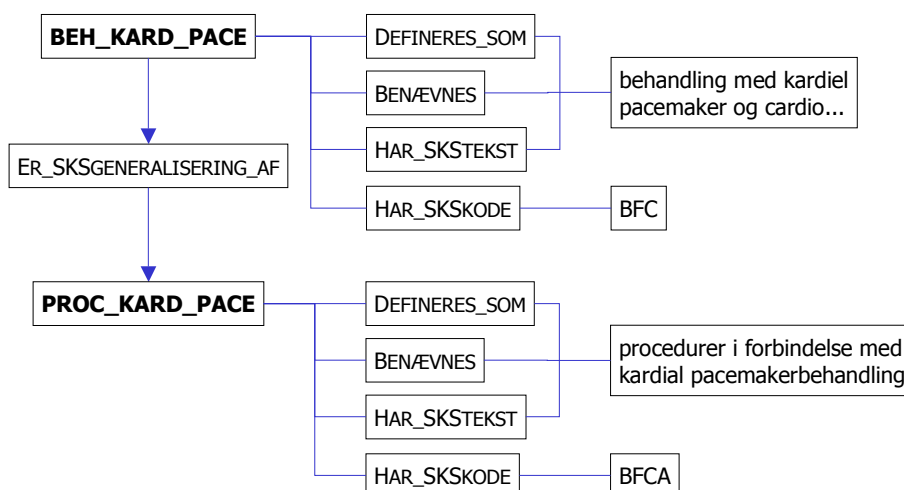 BEH_KARD_PACE
DEFINERES_SOM
BENÆVNES
behandling med kardiel
pacemaker og cardio...
HAR_SKSTEKST
ER_SKSGENERALISERING_AF
HAR_SKSKODE
BFC
PROC_KARD_PACE
DEFINERES_SOM
BENÆVNES
procedurer i forbindelse med
kardial pacemakerbehandling
HAR_SKSTEKST
HAR_SKSKODE
BFCA